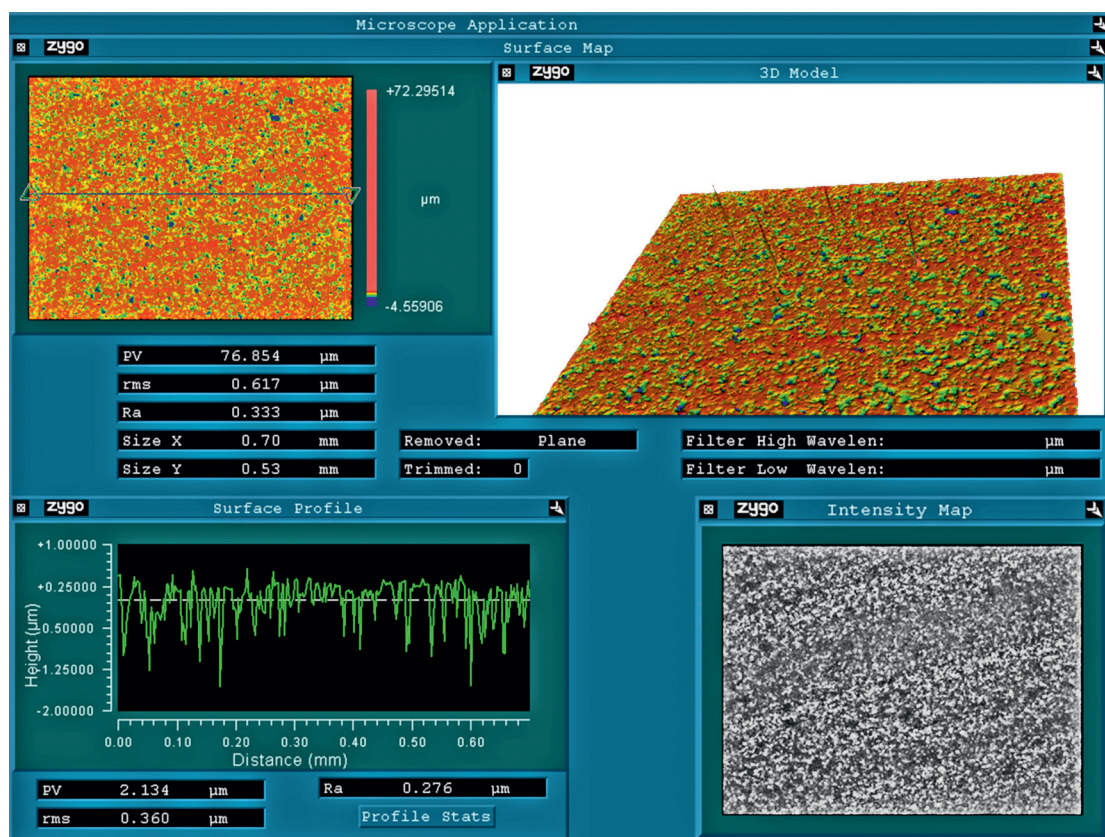 Microscope Application
zygo Surface Map
+72.29514
µm
-4.55906
zygo 3D Model
PV 76.854 µm
rms 0.617 µm
Ra 0.333 µm
Size X 0.70 mm
Size Y 0.53 mm
Removed: Plane
Trimmed: 0
Filter High Wavelen: µm
Filter Low Wavelen: µm
zygo Surface Profile
+1.00000
+0.25000
-0.50000
-1.25000
-2.00000
Height (µm)
0.00 0.10 0.20 0.30 0.40 0.50 0.60
Distance (mm)
PV 2.134 µm
rms 0.360 µm
Ra 0.276 µm
Profile Stats
zygo Intensity Map